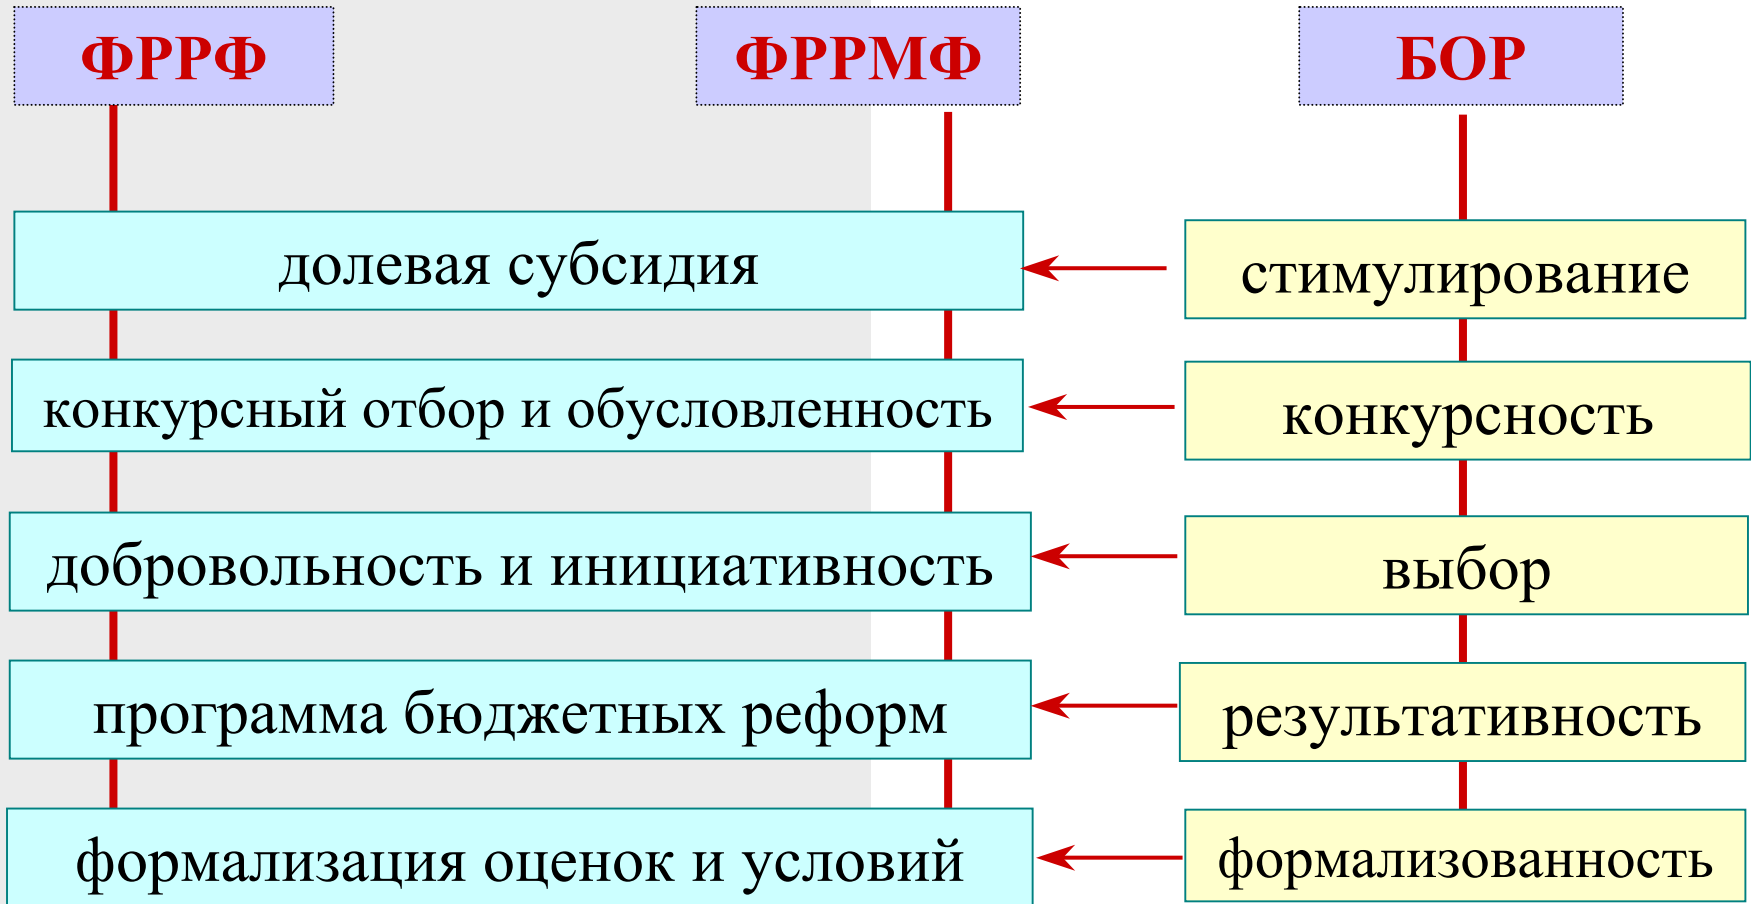 ФРРФ
ФРРМФ
БОР
долевая субсидия
стимулирование
конкурсный отбор и обусловленность
конкурсность
добровольность и инициативность
выбор
программа бюджетных реформ
результативность
формализация оценок и условий
формализованность